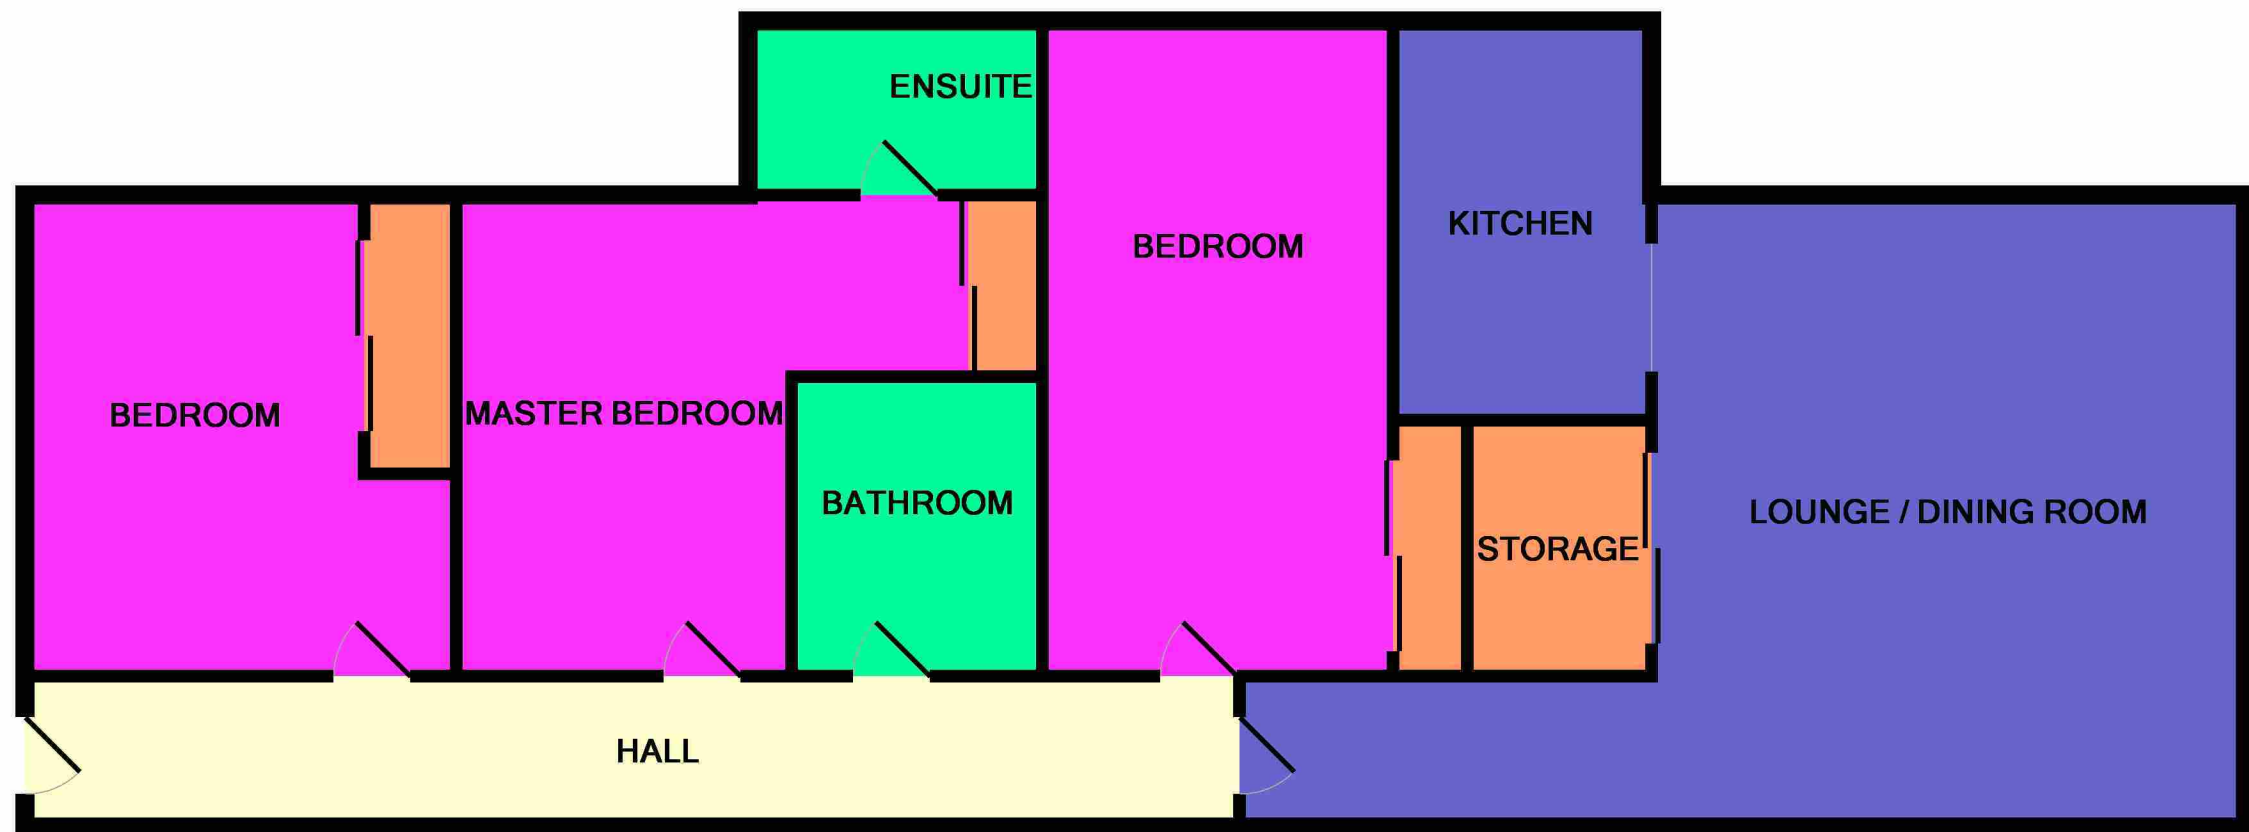 ENSUITE
BEDROOM
KITCHEN
BEDROOM
MASTER BEDROOM
BATHROOM
STORAGE
LOUNGE / DINING ROOM
HALL